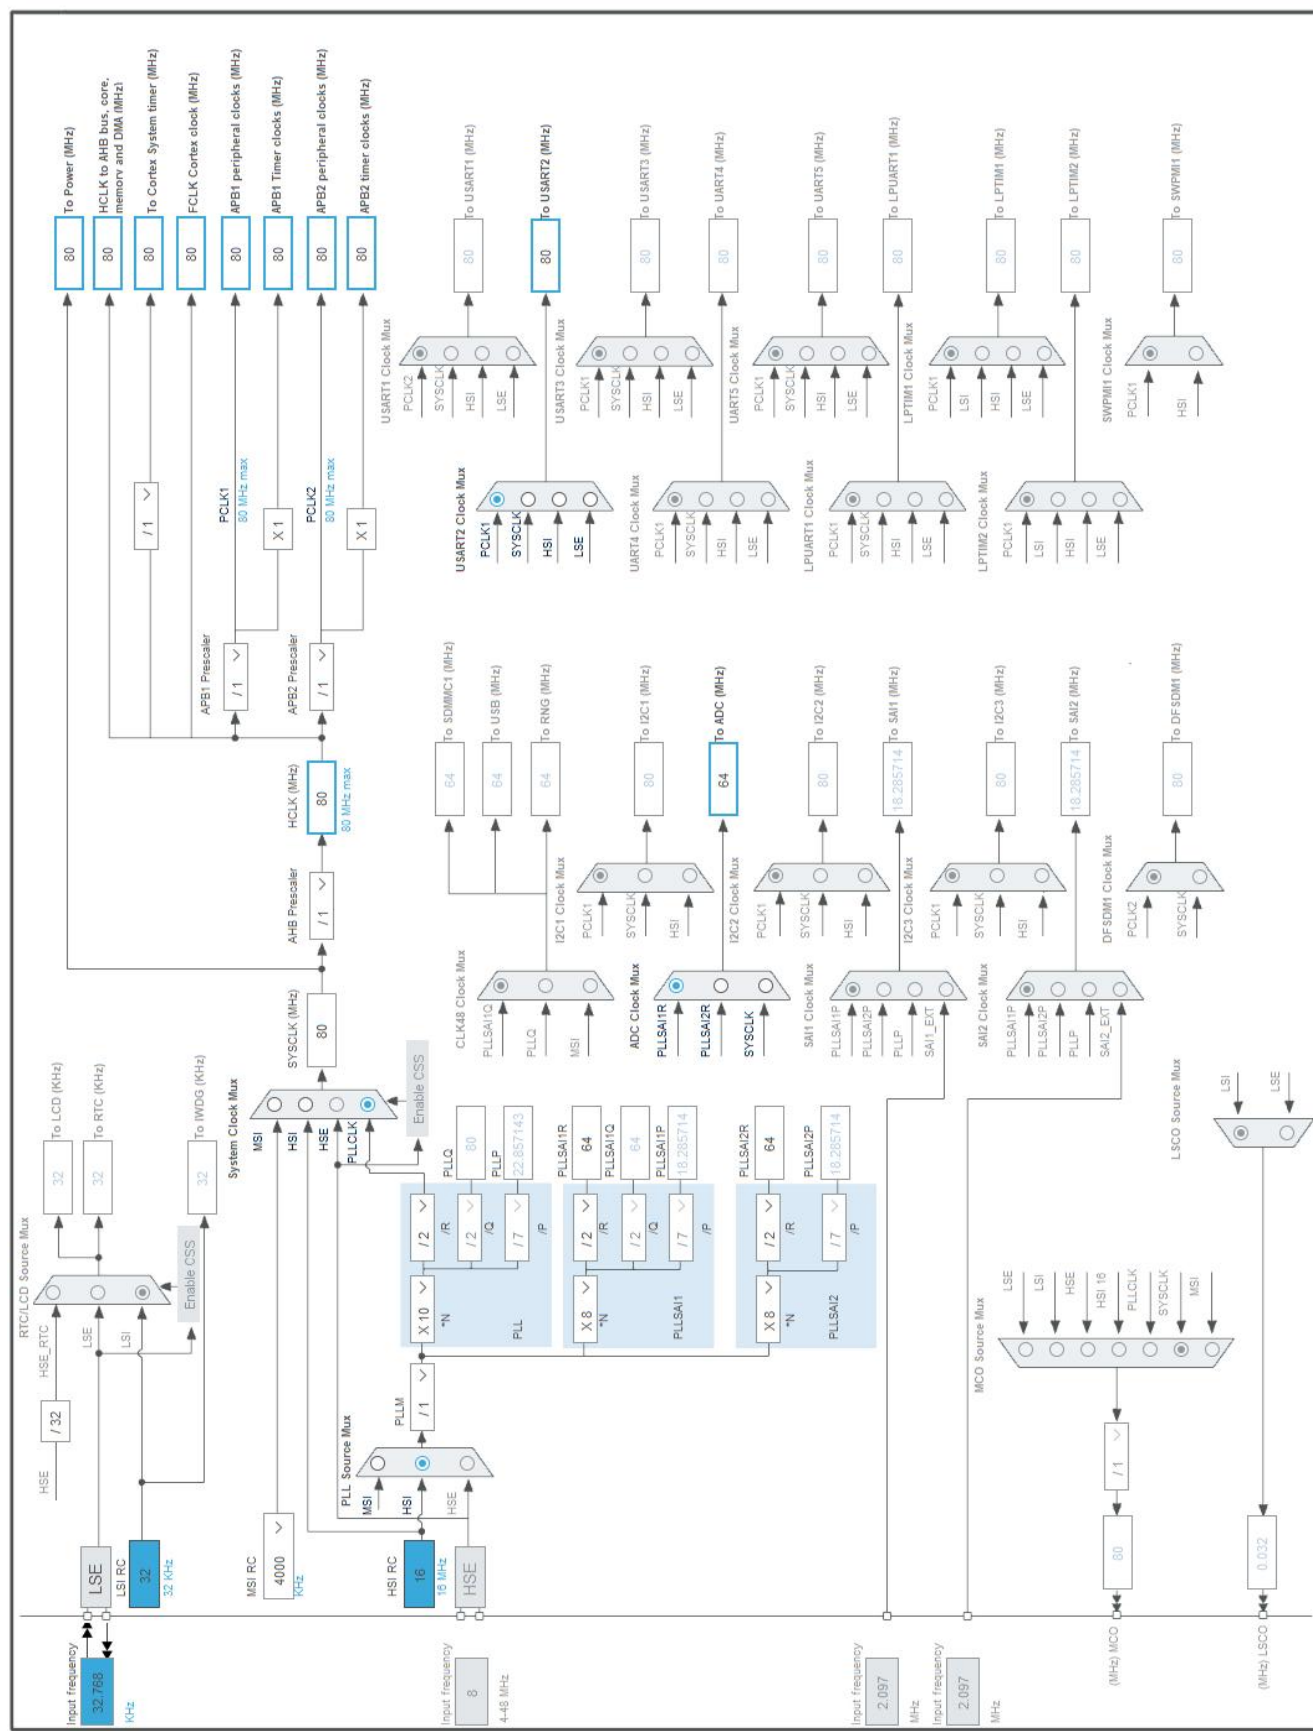 RTC/LCD Source Mux
HSE
/ 32
HSE_RTC
32
To LCD (KHz)
Input frequency
32.768
KHz
LSE
LSE
32
To RTC (KHz)
LSI RC
32
32 KHz
LSI
Enable CSS
32
To IWDG (KHz)
System Clock Mux
MSI RC
4000
KHz
MSI
HSI
HSE
PLLCLK
SYSCLK (MHz)
80
AHB Prescaler
/ 1
HCLK (MHz)
80
80 MHz max
Enable CSS
80
To Power (MHz)
80
HCLK to AHB bus, core,
memory and DMA (MHz)
/ 1
80
To Cortex System timer (MHz)
80
FCLK Cortex clock (MHz)
APB1 Prescaler
/ 1
PCLK1
80 MHz max
80
APB1 peripheral clocks (MHz)
X 1
80
APB1 Timer clocks (MHz)
APB2 Prescaler
/ 1
PCLK2
80 MHz max
80
APB2 peripheral clocks (MHz)
X 1
80
APB2 timer clocks (MHz)
PLL Source Mux
HSI RC
16
16 MHz
Input frequency
8
4-48 MHz
HSE
MSI
HSI
HSE
PLLM
/ 1
X 10
*N
PLL
/ 2
/R
/ 2
/Q
/ 7
/P
PLLQ
80
PLLP
22.857143
X 8
*N
PLLSAI1
/ 2
/R
/ 2
/Q
/ 7
/P
PLLSAI1R
64
PLLSAI1Q
64
PLLSAI1P
18.285714
X 8
*N
PLLSAI2
/ 2
/R
/ 7
/P
PLLSAI2R
64
PLLSAI2P
18.285714
CLK48 Clock Mux
PLLSAI1Q
PLLQ
MSI
64
To SDMMC1 (MHz)
64
To USB (MHz)
64
To RNG (MHz)
I2C1 Clock Mux
PCLK1
SYSCLK
HSI
80
To I2C1 (MHz)
ADC Clock Mux
PLLSAI1R
PLLSAI2R
SYSCLK
64
To ADC (MHz)
I2C2 Clock Mux
PCLK1
SYSCLK
HSI
80
To I2C2 (MHz)
SAI1 Clock Mux
PLLSAI1P
PLLSAI2P
PLLP
SAI1_EXT
18.285714
To SAI1 (MHz)
I2C3 Clock Mux
PCLK1
SYSCLK
HSI
80
To I2C3 (MHz)
SAI2 Clock Mux
PLLSAI1P
PLLSAI2P
PLLP
SAI2_EXT
18.285714
To SAI2 (MHz)
DFSDM1 Clock Mux
PCLK2
SYSCLK
80
To DFSDM1 (MHz)
USART1 Clock Mux
PCLK2
SYSCLK
HSI
LSE
80
To USART1 (MHz)
USART2 Clock Mux
PCLK1
SYSCLK
HSI
LSE
80
To USART2 (MHz)
USART3 Clock Mux
PCLK1
SYSCLK
HSI
LSE
80
To USART3 (MHz)
UART4 Clock Mux
PCLK1
SYSCLK
HSI
LSE
80
To UART4 (MHz)
UART5 Clock Mux
PCLK1
SYSCLK
HSI
LSE
80
To UART5 (MHz)
LPUART1 Clock Mux
PCLK1
SYSCLK
HSI
LSE
80
To LPUART1 (MHz)
LPTIM1 Clock Mux
PCLK1
LSI
HSI
LSE
80
To LPTIM1 (MHz)
LPTIM2 Clock Mux
PCLK1
LSI
HSI
LSE
80
To LPTIM2 (MHz)
SWPMI1 Clock Mux
PCLK1
HSI
80
To SWPMI1 (MHz)
Input frequency
2.097
MHz
Input frequency
2.097
MHz
MCO Source Mux
LSE
LSI
HSE
HSI 16
PLLCLK
SYSCLK
MSI
/ 1
80
(MHz) MCO
LSCO Source Mux
LSI
LSE
0.032
(MHz) LSCO